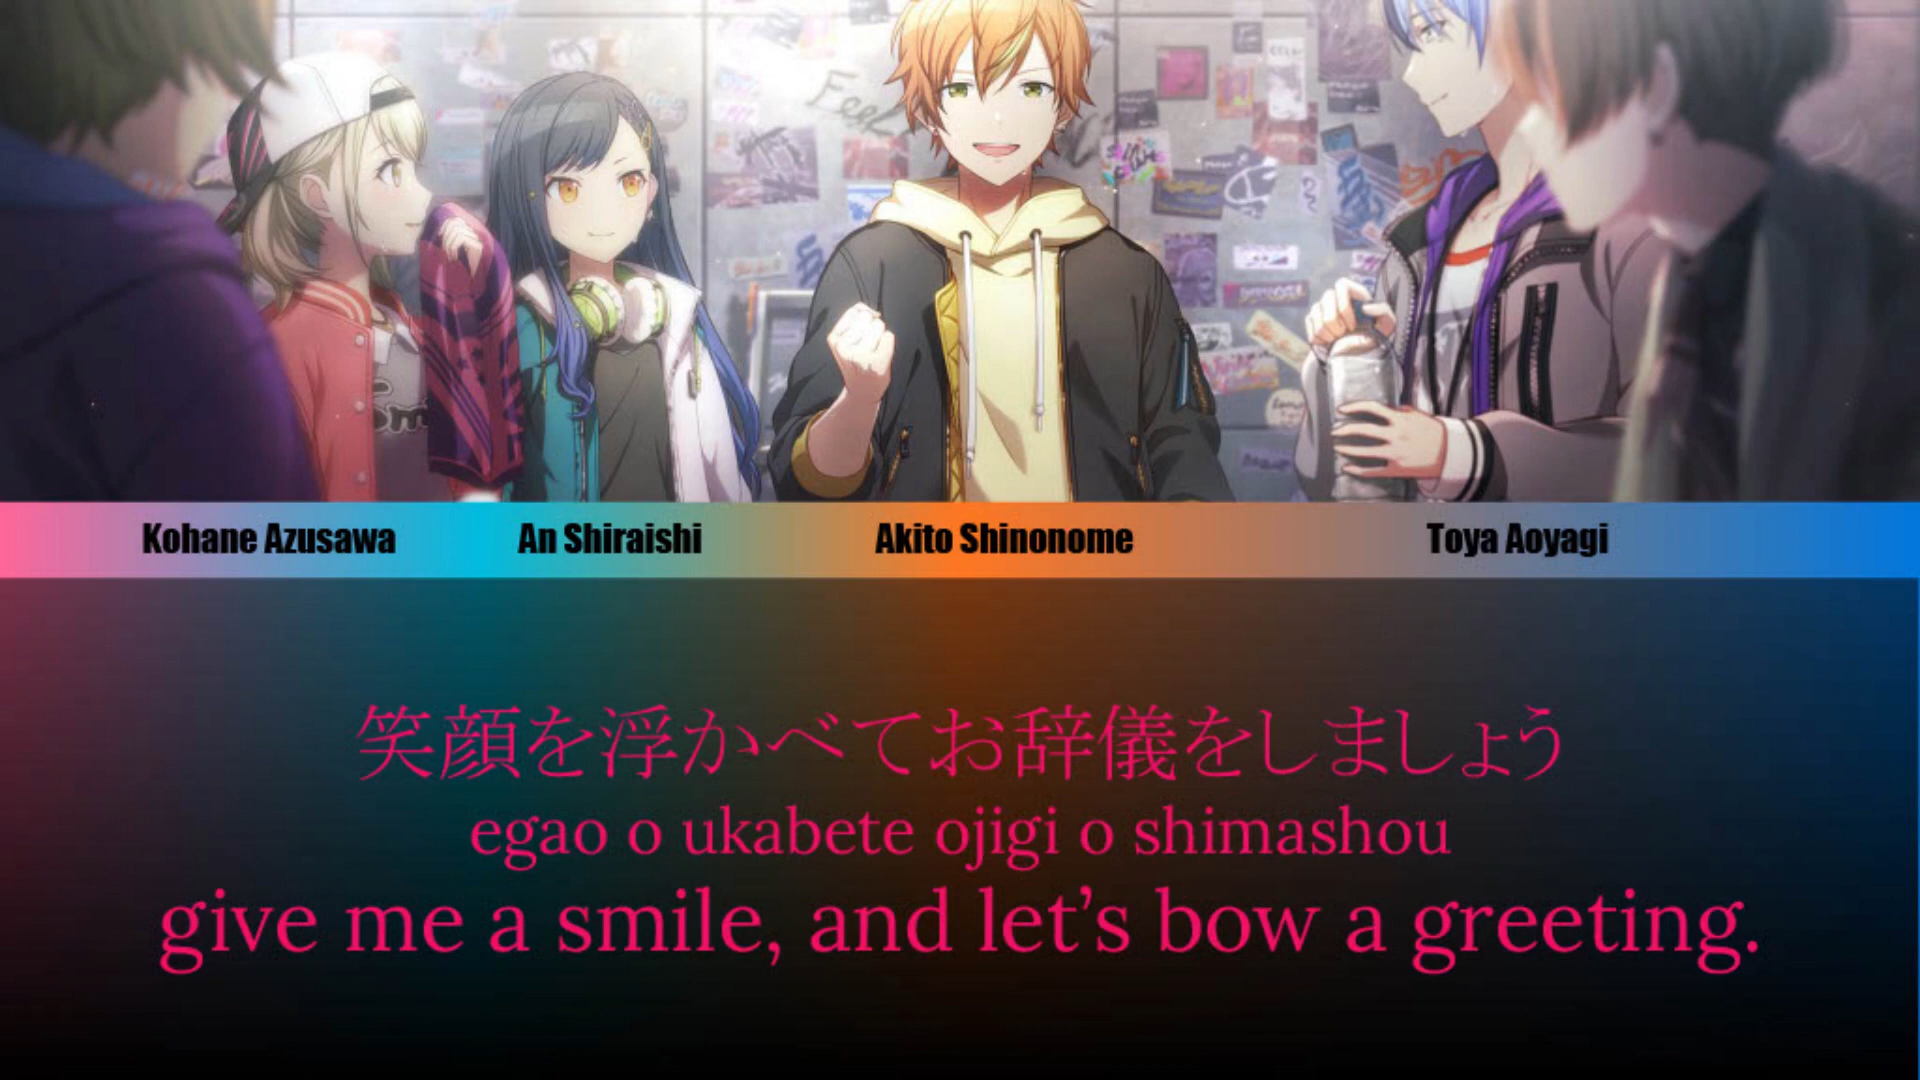 Feel
Kohane Azusawa An Shiraishi Akito Shinonome Toya Aoyagi
笑顔を浮かべてお辞儀をしましょう
egao o ukabete ojigi o shimashou
give me a smile, and let's bow a greeting.